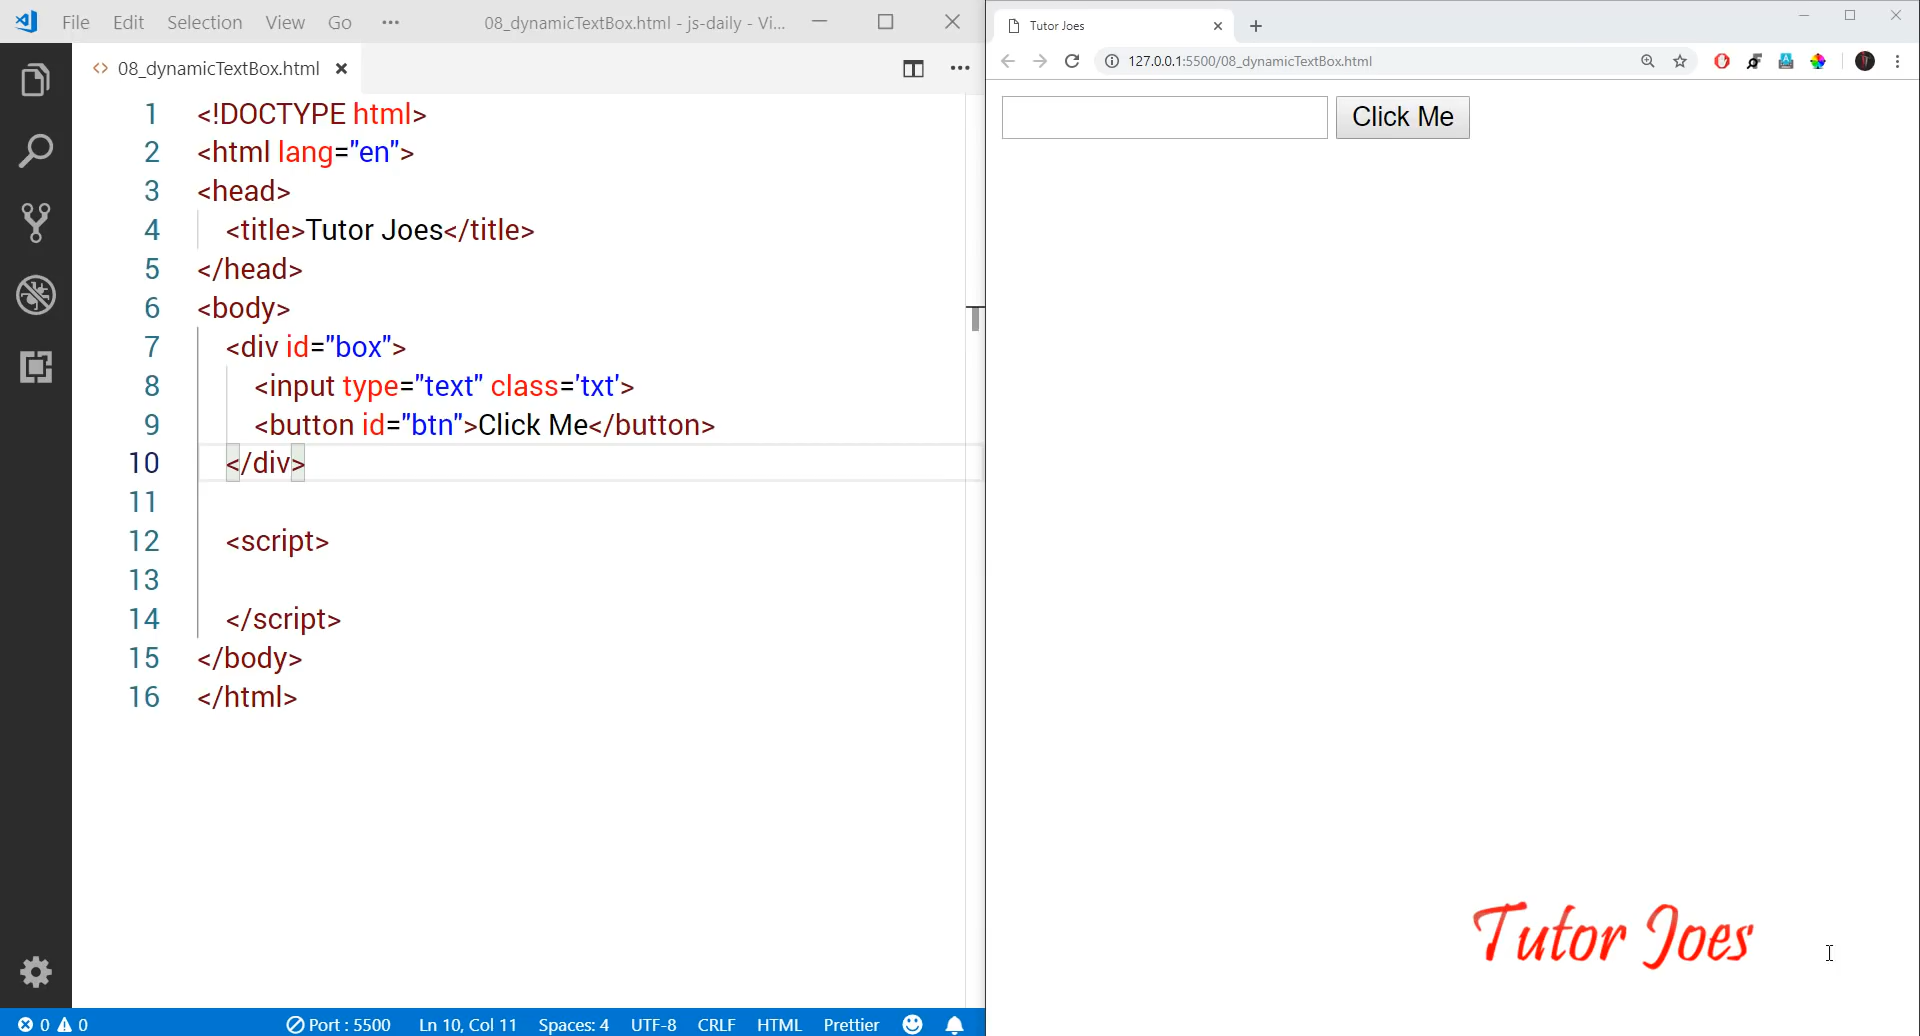 File Edit Selection View Go ··· 08_dynamicTextBox.html - js-daily - Vi...
08_dynamicTextBox.html
1 <!DOCTYPE html>
2 <html lang="en">
3 <head>
4 <title>Tutor Joes</title>
5 </head>
6 <body>
7 <div id="box">
8 <input type="text" class='txt'>
9 <button id="btn">Click Me</button>
10 </div>
11
12 <script>
13
14 </script>
15 </body>
16 </html>
0 0 Port : 5500 Ln 10, Col 11 Spaces: 4 UTF-8 CRLF HTML Prettier
Tutor Joes
127.0.0.1:5500/08_dynamicTextBox.html
Click Me
Tutor Joes